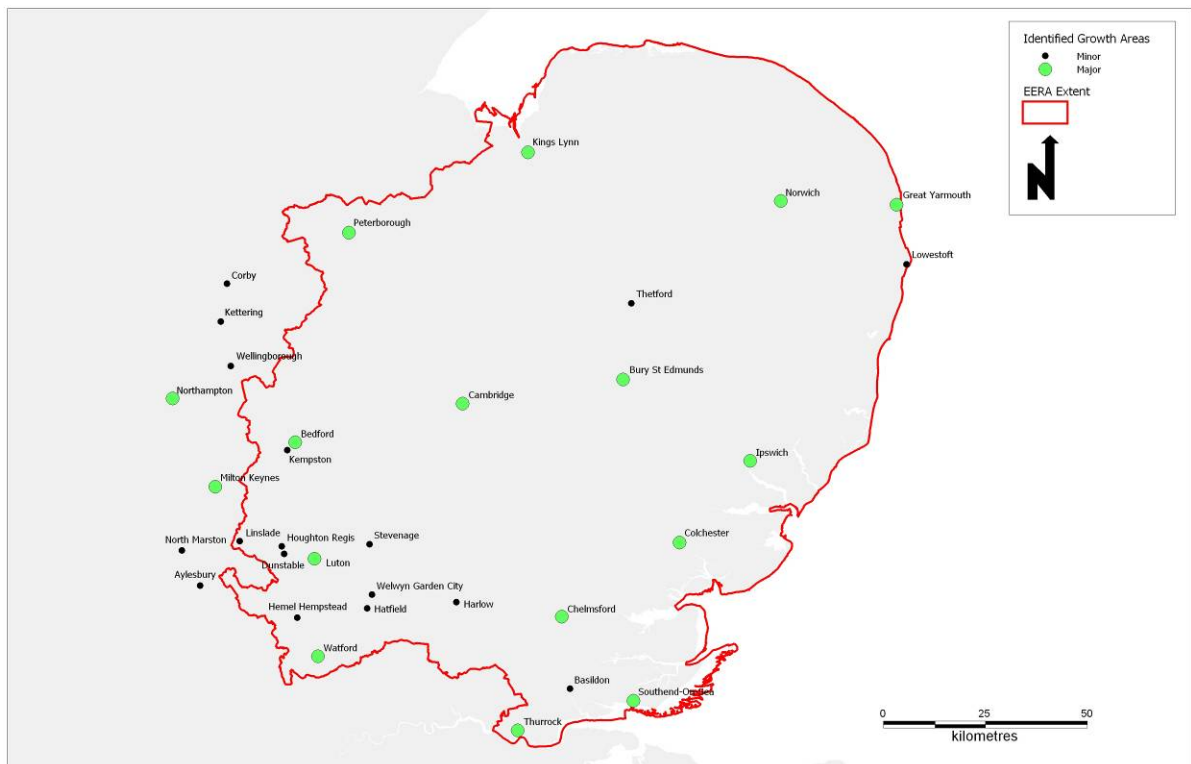 Identified Growth Areas
Minor
Major
EERA Extent
N
Kings Lynn
Norwich
Great Yarmouth
Peterborough
Lowestoft
Corby
Thetford
Kettering
Wellingborough
Bury St Edmunds
Northampton
Cambridge
Bedford
Kempston
Ipswich
Milton Keynes
Linslade
Houghton Regis
Stevenage
Colchester
North Marston
Dunstable
Luton
Aylesbury
Welwyn Garden City
Hemel Hempstead
Hatfield
Harlow
Chelmsford
Watford
Basildon
Southend-On-Sea
Thurrock
0 25 50
kilometres